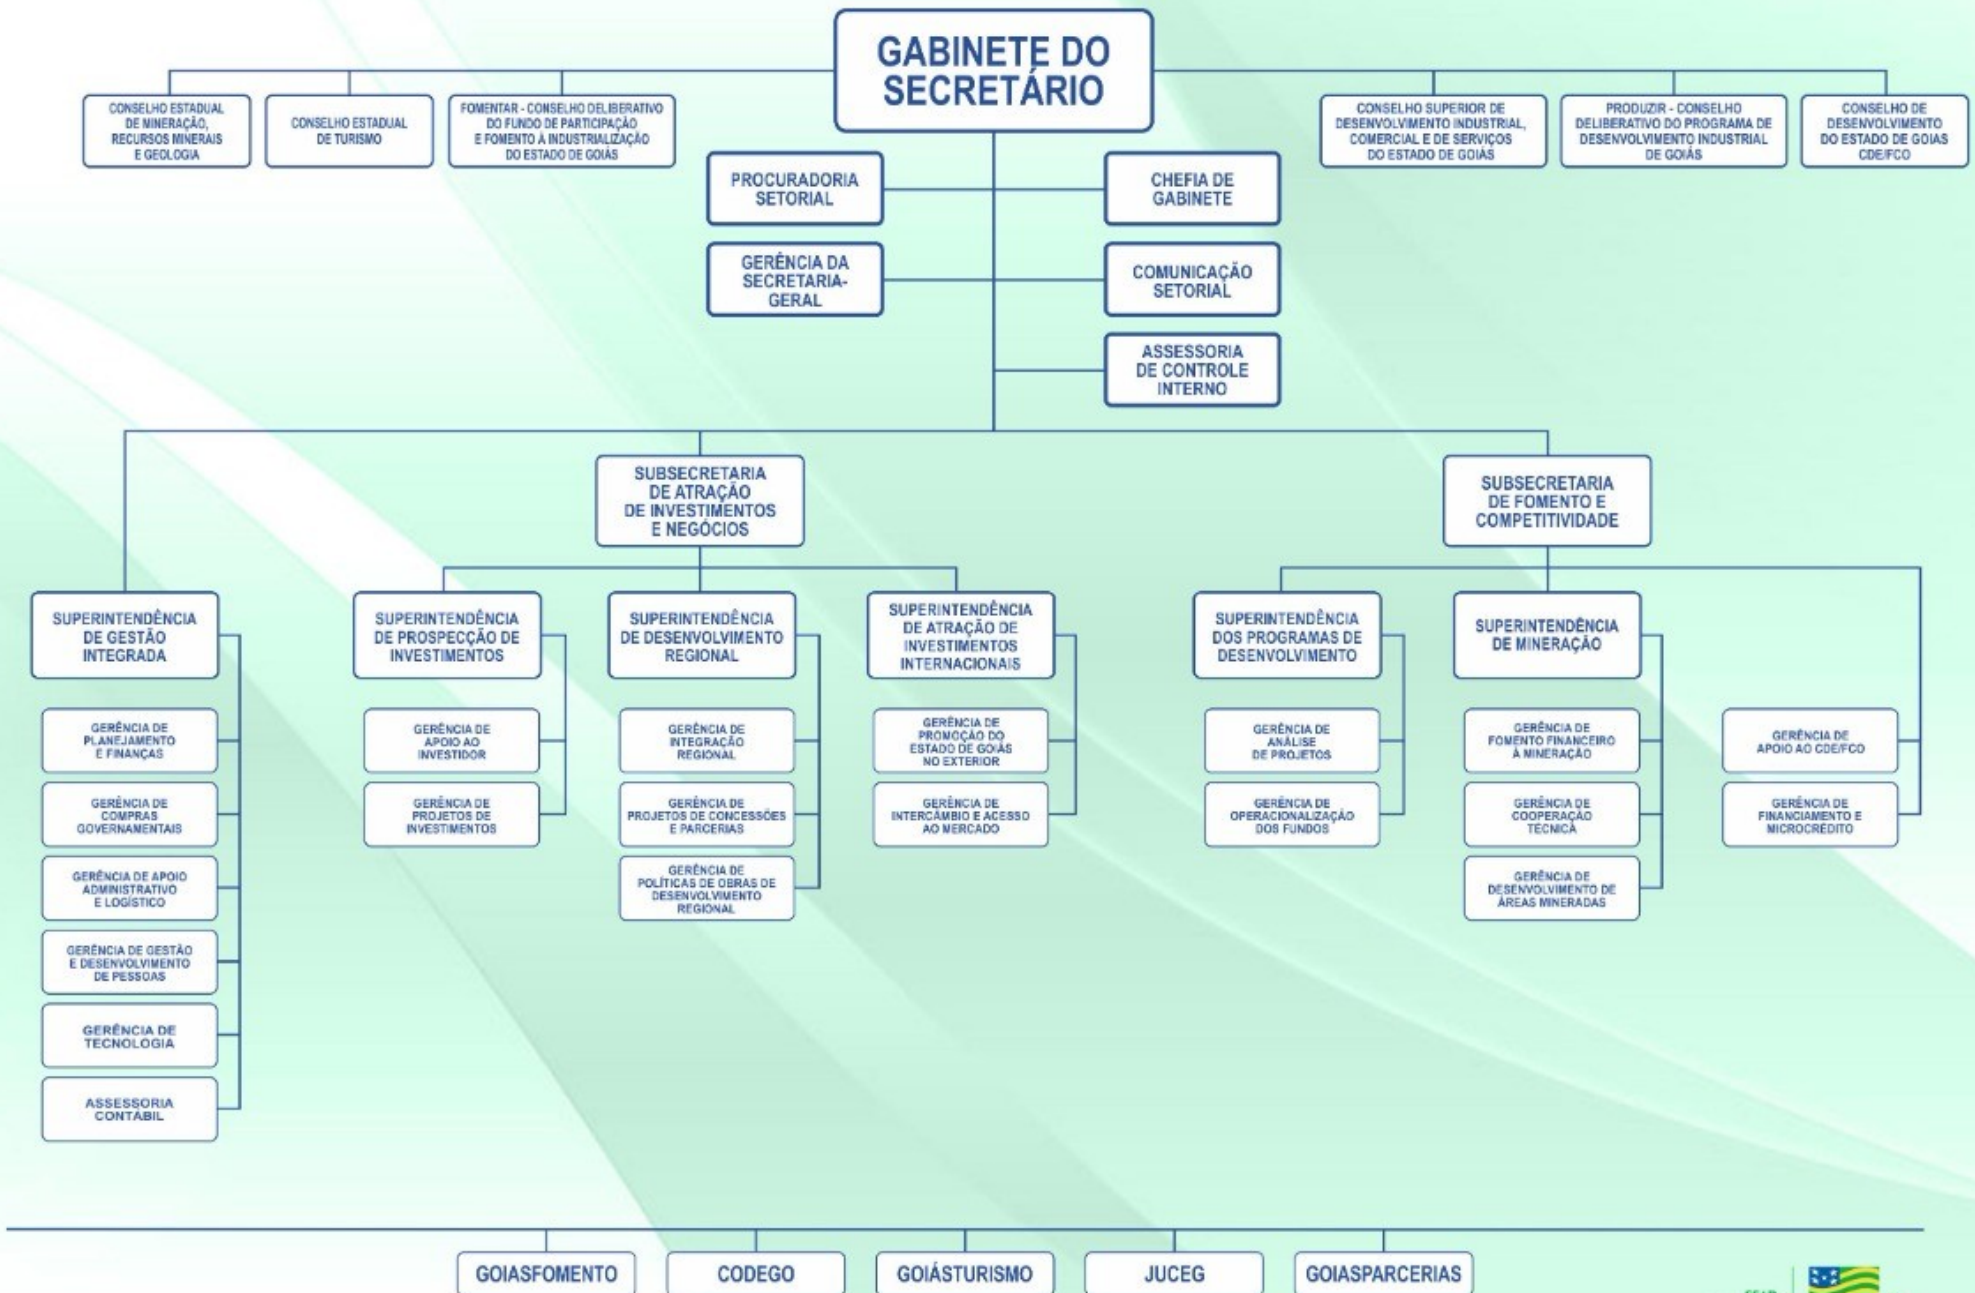 GABINETE DO
SECRETÁRIO
CONSELHO ESTADUAL
DE MINERAÇÃO,
RECURSOS MINERAIS
E GEOLOGIA
CONSELHO ESTADUAL
DE TURISMO
FOMENTAR - CONSELHO DELIBERATIVO
DO FUNDO DE PARTICIPAÇÃO
E FOMENTO À INDUSTRIALIZAÇÃO
DO ESTADO DE GOIÁS
CONSELHO SUPERIOR DE
DESENVOLVIMENTO INDUSTRIAL,
COMERCIAL E DE SERVIÇOS
DO ESTADO DE GOIÁS
PRODUZIR - CONSELHO
DELIBERATIVO DO PROGRAMA DE
DESENVOLVIMENTO INDUSTRIAL
DE GOIÁS
CONSELHO DE
DESENVOLVIMENTO
DO ESTADO DE GOIAS
CDE/FCO
PROCURADORIA
SETORIAL
CHEFIA DE
GABINETE
GERÊNCIA DA
SECRETARIA-
GERAL
COMUNICAÇÃO
SETORIAL
ASSESSORIA
DE CONTROLE
INTERNO
SUBSECRETARIA
DE ATRAÇÃO
DE INVESTIMENTOS
E NEGÓCIOS
SUBSECRETARIA
DE FOMENTO E
COMPETITIVIDADE
SUPERINTENDÊNCIA
DE GESTÃO
INTEGRADA
SUPERINTENDÊNCIA
DE PROSPECÇÃO DE
INVESTIMENTOS
SUPERINTENDÊNCIA
DE DESENVOLVIMENTO
REGIONAL
SUPERINTENDÊNCIA
DE ATRAÇÃO DE
INVESTIMENTOS
INTERNACIONAIS
SUPERINTENDÊNCIA
DOS PROGRAMAS DE
DESENVOLVIMENTO
SUPERINTENDÊNCIA
DE MINERAÇÃO
GERÊNCIA DE
PLANEJAMENTO
E FINANÇAS
GERÊNCIA DE
APOIO AO
INVESTIDOR
GERÊNCIA DE
INTEGRAÇÃO
REGIONAL
GERÊNCIA DE
PROMOÇÃO DO
ESTADO DE GOIÁS
NO EXTERIOR
GERÊNCIA DE
ANÁLISE
DE PROJETOS
GERÊNCIA DE
FOMENTO FINANCEIRO
À MINERAÇÃO
GERÊNCIA DE
APOIO AO CDE/FCO
GERÊNCIA DE
COMPRAS
GOVERNAMENTAIS
GERÊNCIA DE
PROJETOS DE
INVESTIMENTOS
GERÊNCIA DE
PROJETOS DE CONCESSÕES
E PARCERIAS
GERÊNCIA DE
INTERCÂMBIO E ACESSO
AO MERCADO
GERÊNCIA DE
OPERACIONALIZAÇÃO
DOS FUNDOS
GERÊNCIA DE
COOPERAÇÃO
TÉCNICA
GERÊNCIA DE
FINANCIAMENTO E
MICROCRÉDITO
GERÊNCIA DE APOIO
ADMINISTRATIVO
E LOGÍSTICO
GERÊNCIA DE
POLÍTICAS DE OBRAS DE
DESENVOLVIMENTO
REGIONAL
GERÊNCIA DE
DESENVOLVIMENTO DE
ÁREAS MINERADAS
GERÊNCIA DE GESTÃO
E DESENVOLVIMENTO
DE PESSOAS
GERÊNCIA DE
TECNOLOGIA
ASSESSORIA
CONTÁBIL
GOIASFOMENTO
CODEGO
GOIÁSTURISMO
JUCEG
GOIASPARCERIAS